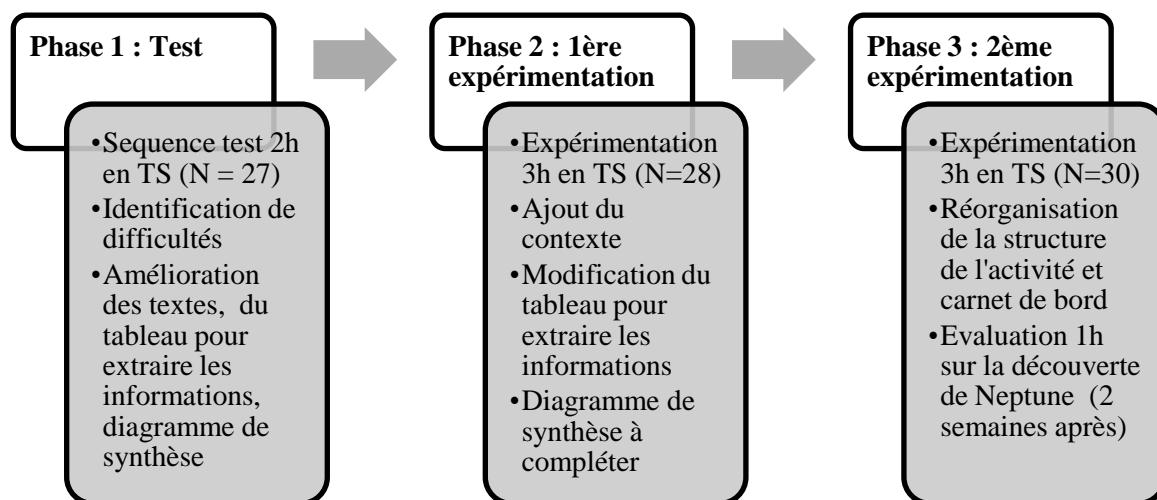 Phase 1 : Test
•Sequence test 2h
en TS (N = 27)
•Identification de
difficultés
•Amélioration
des textes, du
tableau pour
extraire les
informations,
diagramme de
synthèse
Phase 2 : 1ère
expérimentation
•Expérimentation
3h en TS (N=28)
•Ajout du
contexte
•Modification du
tableau pour
extraire les
informations
•Diagramme de
synthèse à
compléter
Phase 3 : 2ème
expérimentation
•Expérimentation
3h en TS (N=30)
•Réorganisation
de la structure
de l'activité et
carnet de bord
•Evaluation 1h
sur la découverte
de Neptune (2
semaines après)